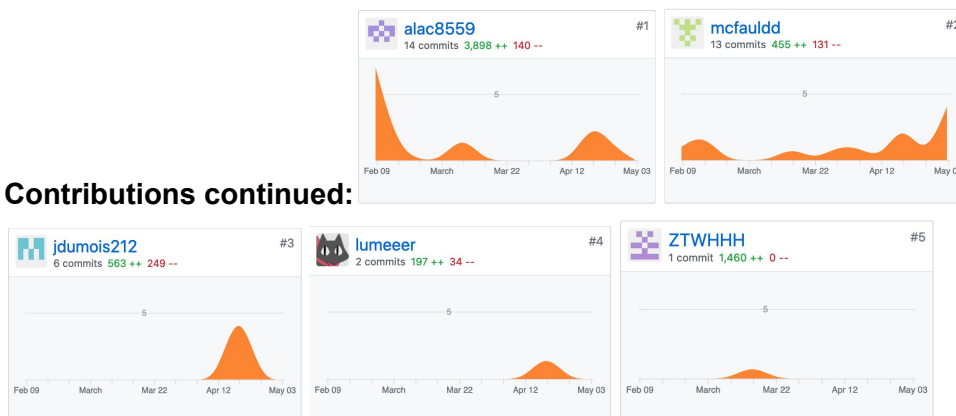 alac8559 #1
14 commits 3,898 ++ 140 --
5
Feb 09 March Mar 22 Apr 12 May 03
mcfauldd #2
13 commits 455 ++ 131 --
5
Feb 09 March Mar 22 Apr 12 May 0
Contributions continued:
jdumois212 #3
6 commits 563 ++ 249 --
5
Feb 09 March Mar 22 Apr 12 May 03
lumeeer #4
2 commits 197 ++ 34 --
5
Feb 09 March Mar 22 Apr 12 May 03
ZTWHHH #5
1 commit 1,460 ++ 0 --
5
Feb 09 March Mar 22 Apr 12 May 03